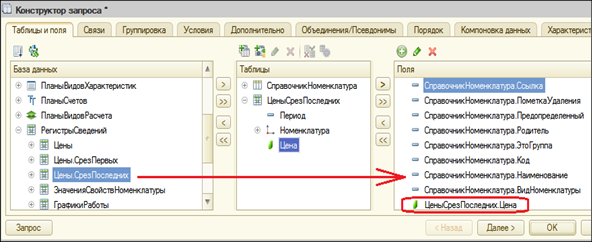 Конструктор запроса *
Таблицы и поля
Связи
Группировка
Условия
Дополнительно
Объединения/Псевдонимы
Порядок
Компоновка данных
Характерист
База данных
ПланыВидовХарактеристик
ПланыСчетов
ПланыВидовРасчета
РегистрыСведений
Цены
Цены.СрезПервых
Цены.СрезПоследних
ЗначенияСвойствНоменклатуры
ГрафикиРаботы
Таблицы
СправочникНоменклатура
ЦеныСрезПоследних
Период
Номенклатура
Цена
Поля
СправочникНоменклатура.Ссылка
СправочникНоменклатура.ПометкаУдаления
СправочникНоменклатура.Предопределенный
СправочникНоменклатура.Родитель
СправочникНоменклатура.ЭтоГруппа
СправочникНоменклатура.Код
СправочникНоменклатура.Наименование
СправочникНоменклатура.ВидНоменклатуры
ЦеныСрезПоследних.Цена
Запрос
< Назад
Далее >
OK